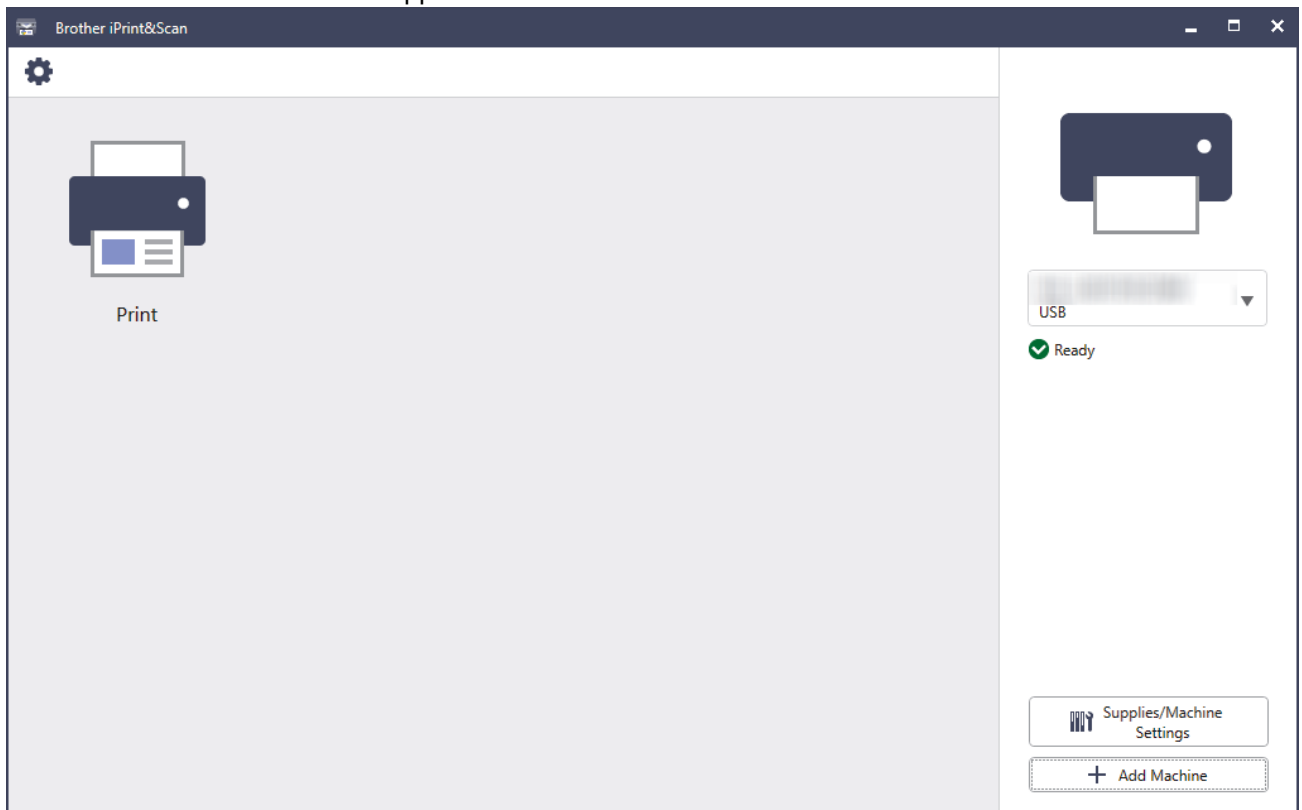 Brother iPrint&Scan
Print
USB
Ready
Supplies/Machine
Settings
Add Machine